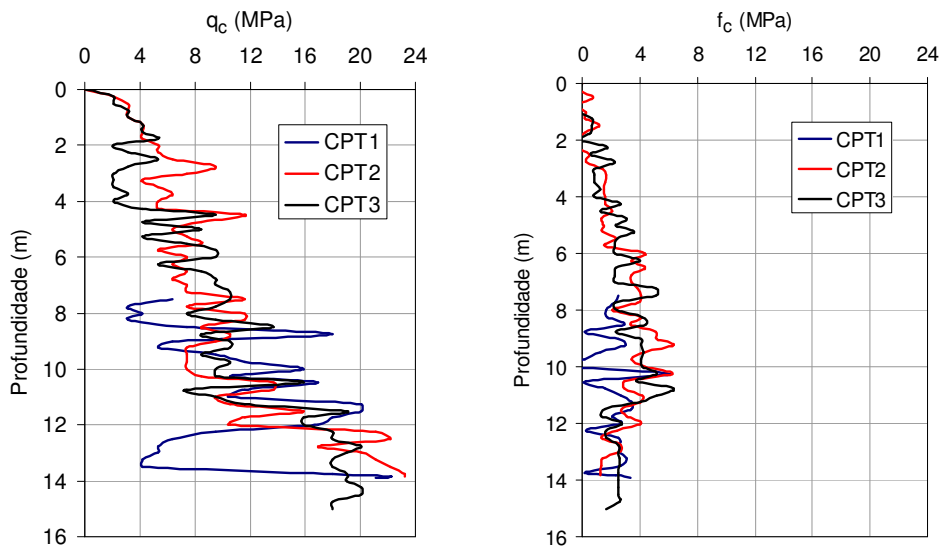 q_c (MPa)
0 4 8 12 16 20 24
Profundidade (m)
0
2
4
6
8
10
12
14
16
CPT1
CPT2
CPT3
f_c (MPa)
0 4 8 12 16 20 24
Profundidade (m)
0
2
4
6
8
10
12
14
16
CPT1
CPT2
CPT3